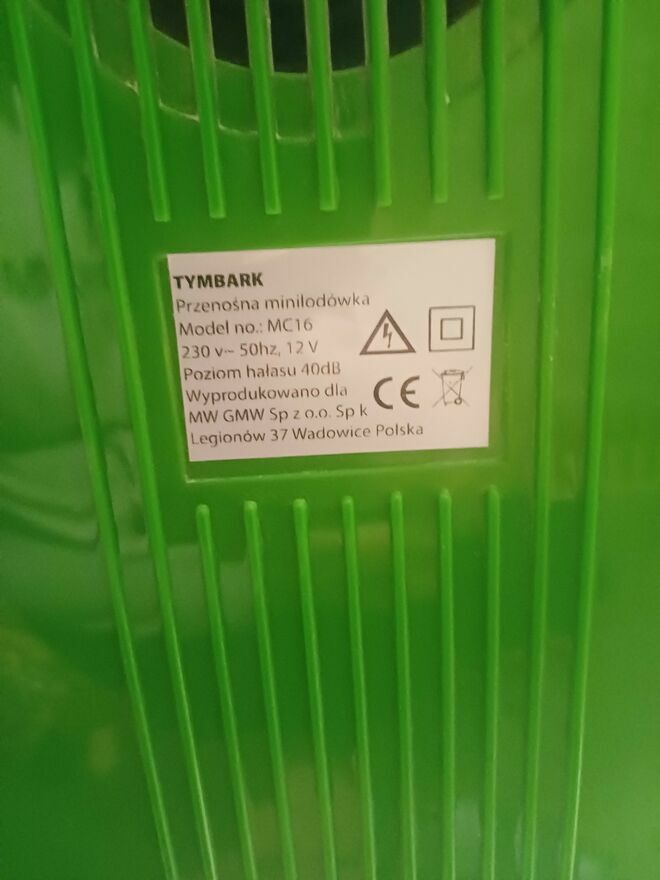 TYMBARK
Przenośna minilodówka
Model no.: MC16
230 v~ 50hz, 12 V
Poziom hałasu 40dB
Wyprodukowano dla
MW GMW Sp z o.o. Sp k
Legionów 37 Wadowice Polska
CE